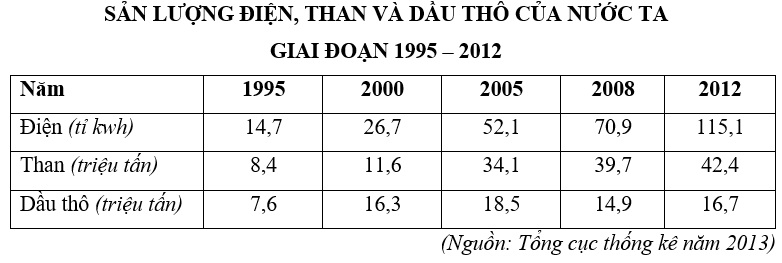 SẢN LƯỢNG ĐIỆN, THAN VÀ DẦU THÔ CỦA NƯỚC TA
GIAI ĐOẠN 1995 – 2012
Năm 1995 2000 2005 2008 2012
Điện (tỉ kwh) 14,7 26,7 52,1 70,9 115,1
Than (triệu tấn) 8,4 11,6 34,1 39,7 42,4
Dầu thô (triệu tấn) 7,6 16,3 18,5 14,9 16,7
(Nguồn: Tổng cục thống kê năm 2013)